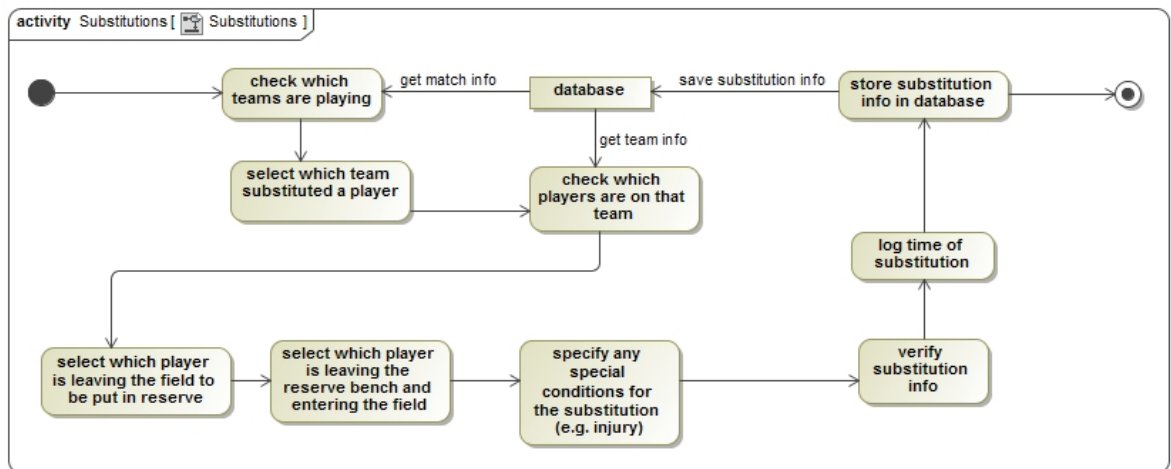 activity Substitutions [ Substitutions ]
check which
teams are playing
get match info
database
save substitution info
store substitution
info in database
get team info
select which team
substituted a player
check which
players are on that
team
log time of
substitution
select which player
is leaving the field to
be put in reserve
select which player
is leaving the
reserve bench and
entering the field
specify any
special
conditions for
the substitution
(e.g. injury)
verify
substitution
info